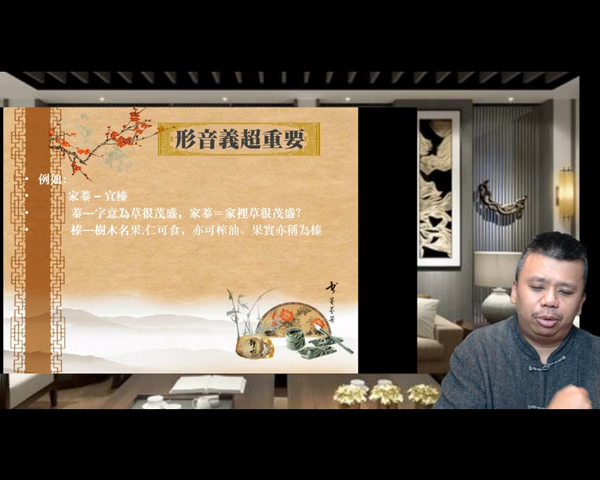 形音義超重要
• 例如:
• 家蓁－宜榛
• 蓁---字意為草很茂盛，家蓁＝家裡草很茂盛?
• 榛---樹木名果.仁可食，亦可榨油。果實亦稱為榛